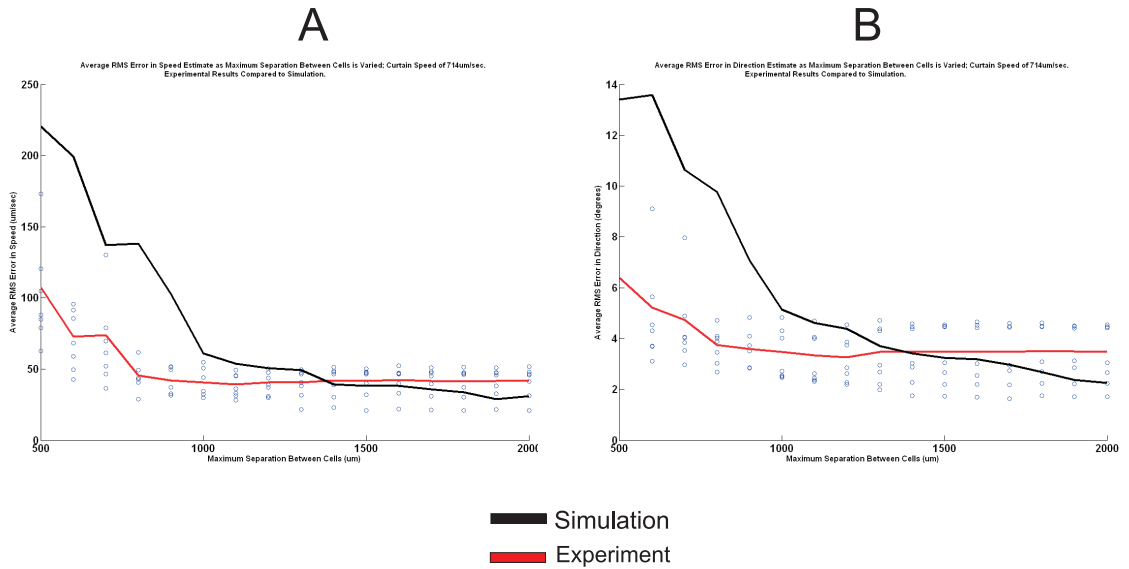 A
B
Average RMS Error in Speed Estimate as Maximum Separation Between Cells is Varied; Curtain Speed of 714um/sec.
Experimental Results Compared to Simulation.
Average RMS Error in Direction Estimate as Maximum Separation Between Cells is Varied; Curtain Speed of 714um/sec.
Experimental Results Compared to Simulation.
250
200
150
100
50
0
Average RMS Error in Speed (um/sec)
500
1000
1500
2000
Maximum Separation Between Cells (um)
14
12
10
8
6
4
2
0
Average RMS Error in Direction (degrees)
500
1000
1500
2000
Maximum Separation Between Cells (um)
Simulation
Experiment